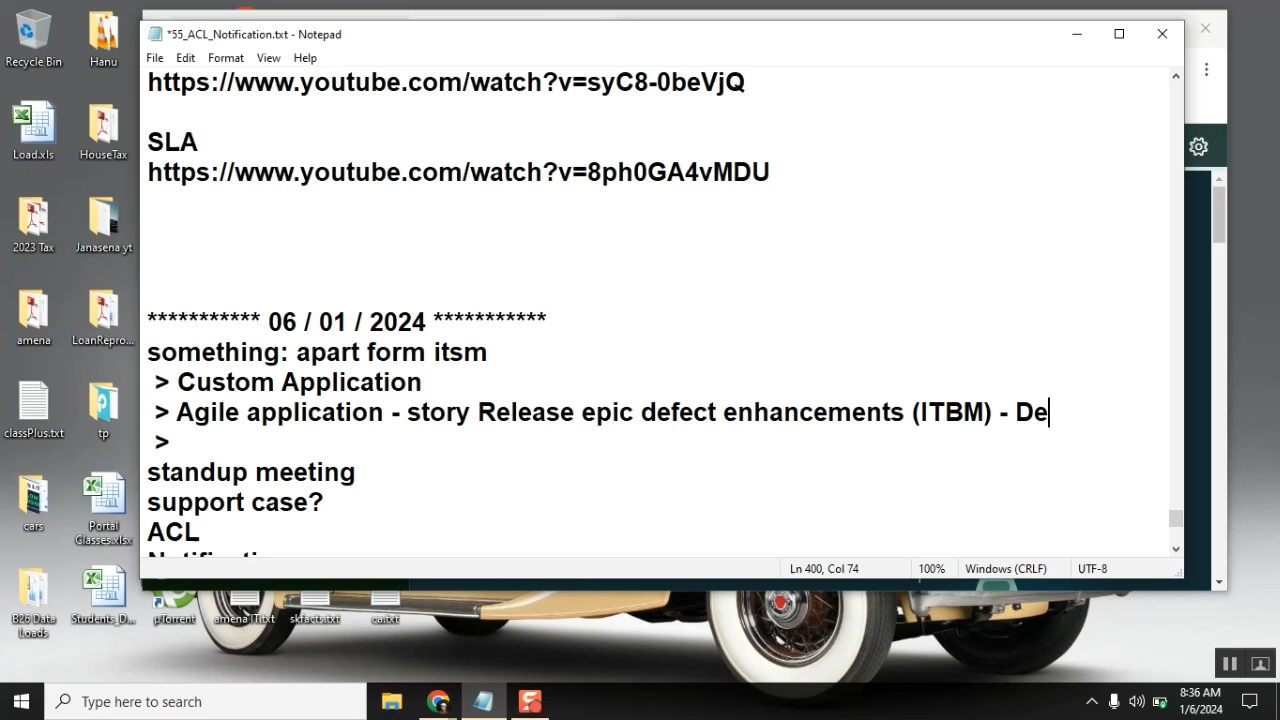 Recycle Bin
Hanu
Load.xls
HouseTax
2023 Tax
Janasena yt
amena
LoanRepro...
classPlus.txt
tp
cars
Portal
Classes.xlsx
B26 Data
Loads
Students_D...
µTorrent
amena IT.txt
skfacts.txt
ca.txt
*55_ACL_Notification.txt - Notepad
File Edit Format View Help
https://www.youtube.com/watch?v=syC8-0beVjQ
SLA
https://www.youtube.com/watch?v=8ph0GA4vMDU
*********** 06 / 01 / 2024 ***********
something: apart form itsm
> Custom Application
> Agile application - story Release epic defect enhancements (ITBM) - De
>
standup meeting
support case?
ACL
Ln 400, Col 74
100%
Windows (CRLF)
UTF-8
Type here to search
8:36 AM
1/6/2024